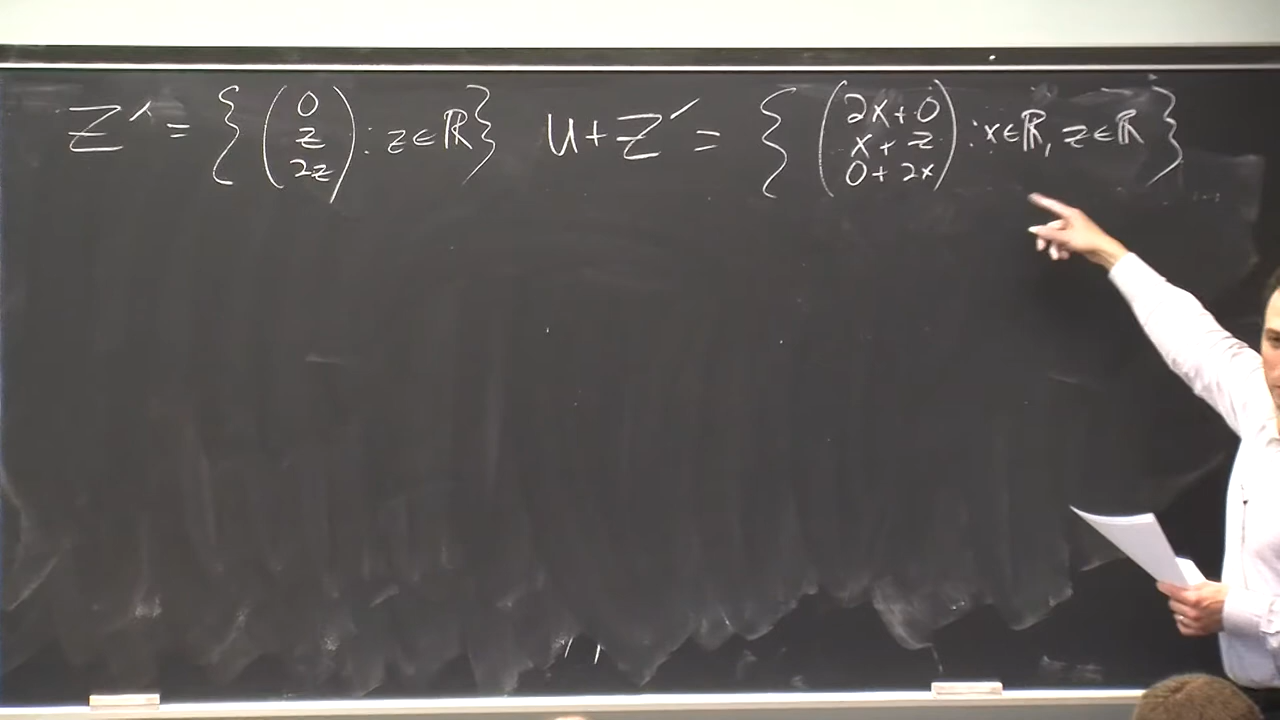 Z' = { ( 0 z 2z ) : z ∈ ℝ } U + Z' = { ( 2x + 0 x + z 0 + 2x ) : x ∈ ℝ, z ∈ ℝ }